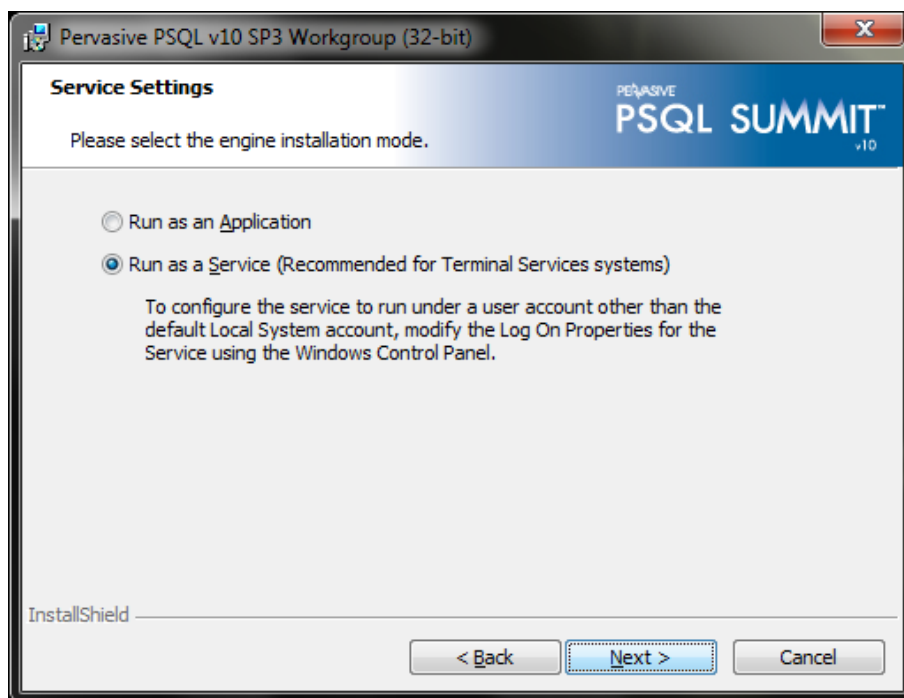 Pervasive PSQL v10 SP3 Workgroup (32-bit)
Service Settings
Please select the engine installation mode.
PERVASIVE
PSQL SUMMIT™
v10
Run as an Application
Run as a Service (Recommended for Terminal Services systems)
To configure the service to run under a user account other than the
default Local System account, modify the Log On Properties for the
Service using the Windows Control Panel.
InstallShield
< Back
Next >
Cancel